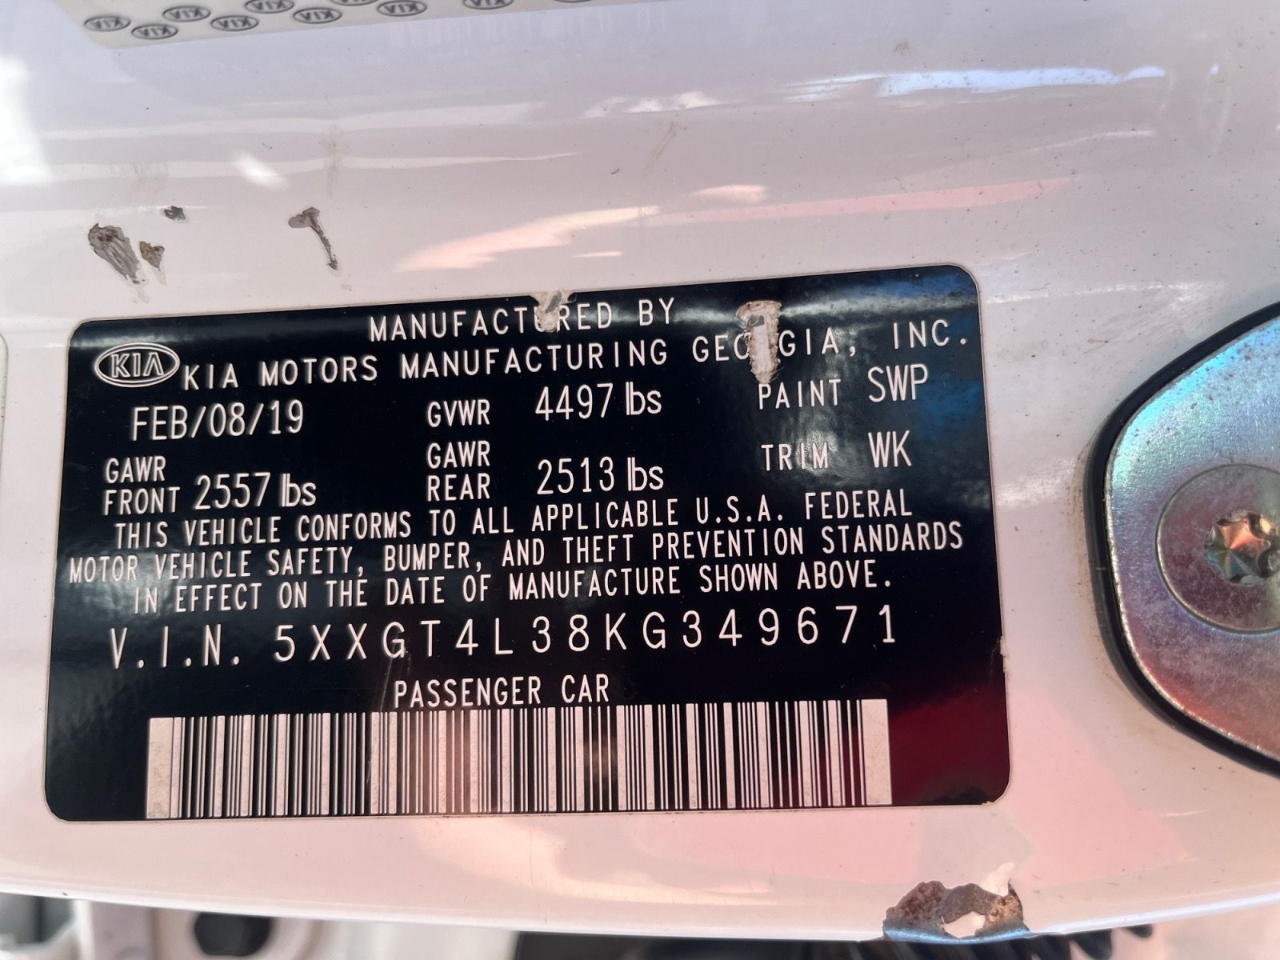 MANUFACTURED BY
KIA KIA MOTORS MANUFACTURING GEORGIA, INC.
FEB/08/19 GVWR 4497 lbs PAINT SWP
GAWR FRONT 2557 lbs GAWR REAR 2513 lbs TRIM WK
THIS VEHICLE CONFORMS TO ALL APPLICABLE U.S.A. FEDERAL
MOTOR VEHICLE SAFETY, BUMPER, AND THEFT PREVENTION STANDARDS
IN EFFECT ON THE DATE OF MANUFACTURE SHOWN ABOVE.
V.I.N. 5XXGT4L38KG349671
PASSENGER CAR